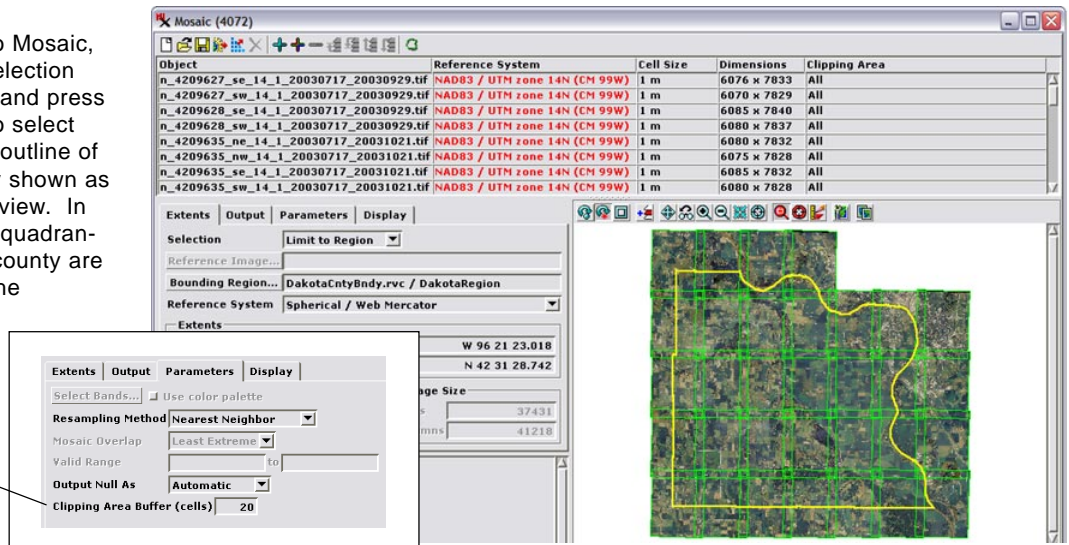 o Mosaic,
election
and press
o select
outline of
shown as
view. In
quadran-
county are
ne
Mosaic (4072)
Object Reference System Cell Size Dimensions Clipping Area
n_4209627_se_14_1_20030717_20030929.tif NAD83 / UTM zone 14N (CM 99W) 1 m 6076 x 7833 All
n_4209627_sw_14_1_20030717_20030929.tif NAD83 / UTM zone 14N (CM 99W) 1 m 6070 x 7829 All
n_4209628_se_14_1_20030717_20030929.tif NAD83 / UTM zone 14N (CM 99W) 1 m 6085 x 7840 All
n_4209628_sw_14_1_20030717_20030929.tif NAD83 / UTM zone 14N (CM 99W) 1 m 6080 x 7837 All
n_4209635_ne_14_1_20030717_20031021.tif NAD83 / UTM zone 14N (CM 99W) 1 m 6080 x 7832 All
n_4209635_nw_14_1_20030717_20031021.tif NAD83 / UTM zone 14N (CM 99W) 1 m 6075 x 7828 All
n_4209635_se_14_1_20030717_20031021.tif NAD83 / UTM zone 14N (CM 99W) 1 m 6085 x 7832 All
n_4209635_sw_14_1_20030717_20031021.tif NAD83 / UTM zone 14N (CM 99W) 1 m 6080 x 7828 All
Extents Output Parameters Display
Selection Limit to Region
Reference Image...
Bounding Region... DakotaCntyBndy.rvc / DakotaRegion
Reference System Spherical / Web Mercator
Extents
W 96 21 23.018
N 42 31 28.742
age Size
s 37431
mns 41218
Extents Output Parameters Display
Select Bands... Use color palette
Resampling Method Nearest Neighbor
Mosaic Overlap Least Extreme
Valid Range to
Output Null As Automatic
Clipping Area Buffer (cells) 20